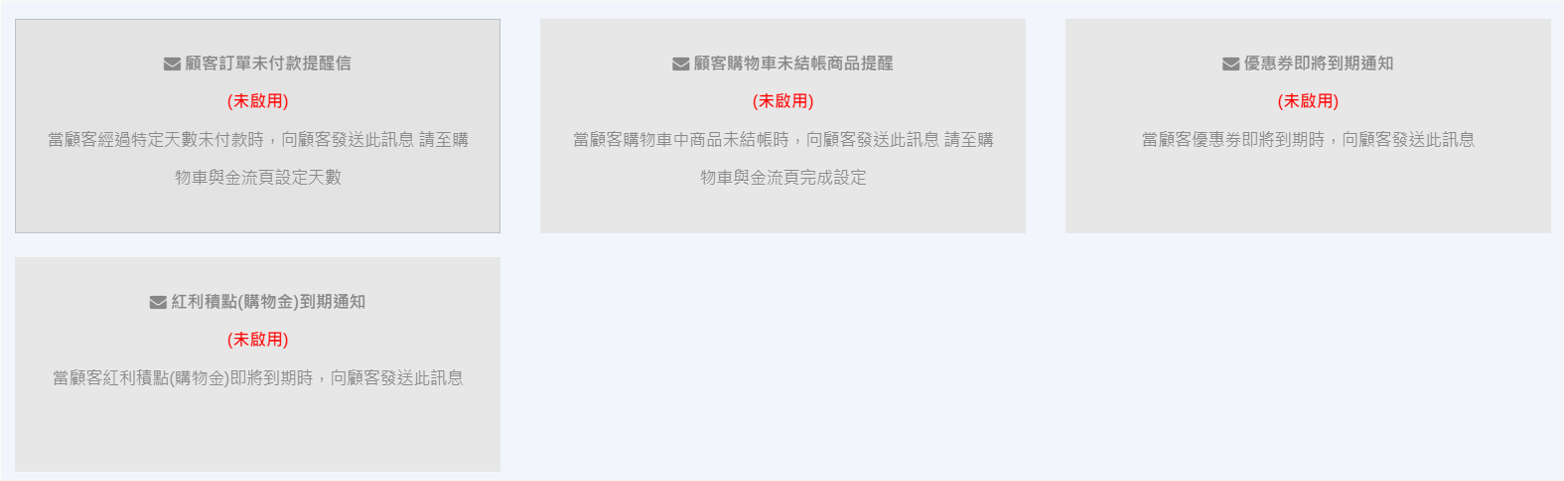 顧客訂單未付款提醒信
(未啟用)
當顧客經過特定天數未付款時，向顧客發送此訊息 請至購
物車與金流頁設定天數
顧客購物車未結帳商品提醒
(未啟用)
當顧客購物車中商品未結帳時，向顧客發送此訊息 請至購
物車與金流頁完成設定
優惠券即將到期通知
(未啟用)
當顧客優惠券即將到期時，向顧客發送此訊息
紅利積點(購物金)到期通知
(未啟用)
當顧客紅利積點(購物金)即將到期時，向顧客發送此訊息